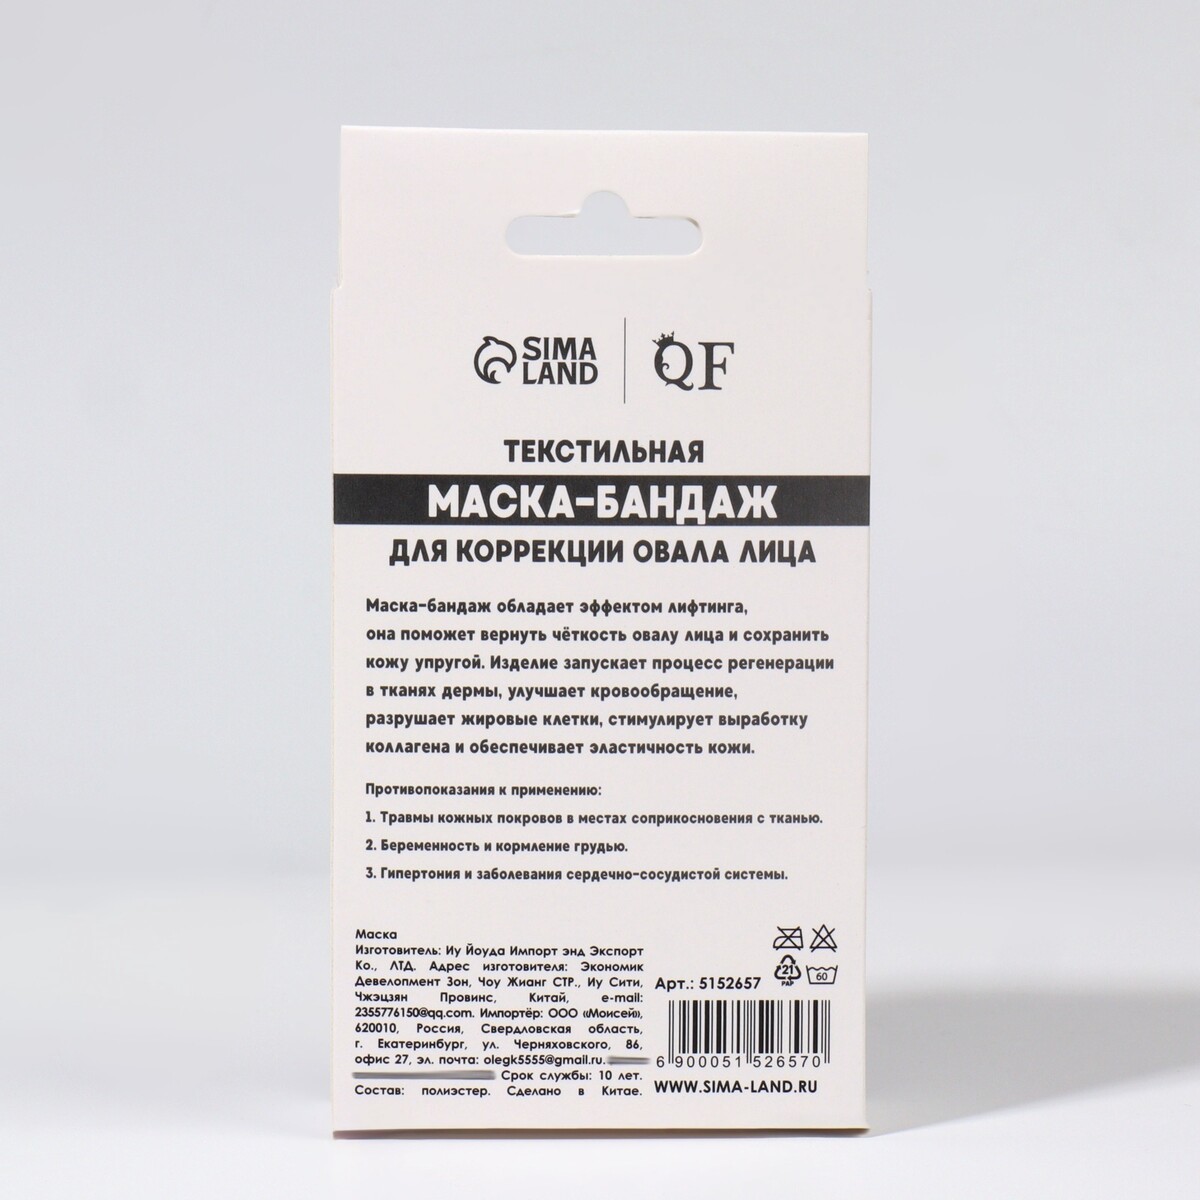 SIMA
LAND
QF
ТЕКСТИЛЬНАЯ
МАСКА-БАНДАЖ
ДЛЯ КОРРЕКЦИИ ОВАЛА ЛИЦА
Маска-бандаж обладает эффектом лифтинга,
она поможет вернуть чёткость овалу лица и сохранить
кожу упругой. Изделие запускает процесс регенерации
в тканях дермы, улучшает кровообращение,
разрушает жировые клетки, стимулирует выработку
коллагена и обеспечивает эластичность кожи.
Противопоказания к применению:
1. Травмы кожных покровов в местах соприкосновения с тканью.
2. Беременность и кормление грудью.
3. Гипертония и заболевания сердечно-сосудистой системы.
Маска
Изготовитель: Иу Йоуда Импорт энд Экспорт
Ко., ЛТД. Адрес изготовителя: Экономик
Девелопмент Зон, Чоу Жианг СТР., Иу Сити,
Чжэцзян Провинс, Китай, e-mail:
2355776150@qq.com. Импортёр: ООО «Моисей»,
620010, Россия, Свердловская область,
г. Екатеринбург, ул. Черняховского, 86,
офис 27, эл. почта: olegk5555@gmail.ru.
Срок службы: 10 лет.
Состав: полиэстер. Сделано в Китае.
21
PAP
60
Арт.: 5152657
6 900051 526570
WWW.SIMA-LAND.RU